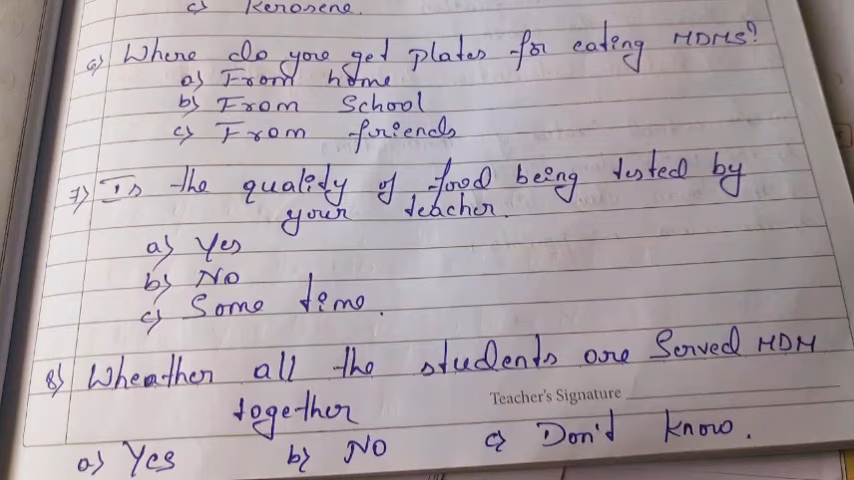 c) Kerosene.
6) Where do you get plates for eating MDMS?
a) From home
b) From School
c) From friends
7) Is the quality of food being tested by
your teacher.
a) Yes
b) No
c) Some time.
8) Wheather all the students are Served MDM
together
Teacher's Signature
a) Yes b) No c) Don't know.